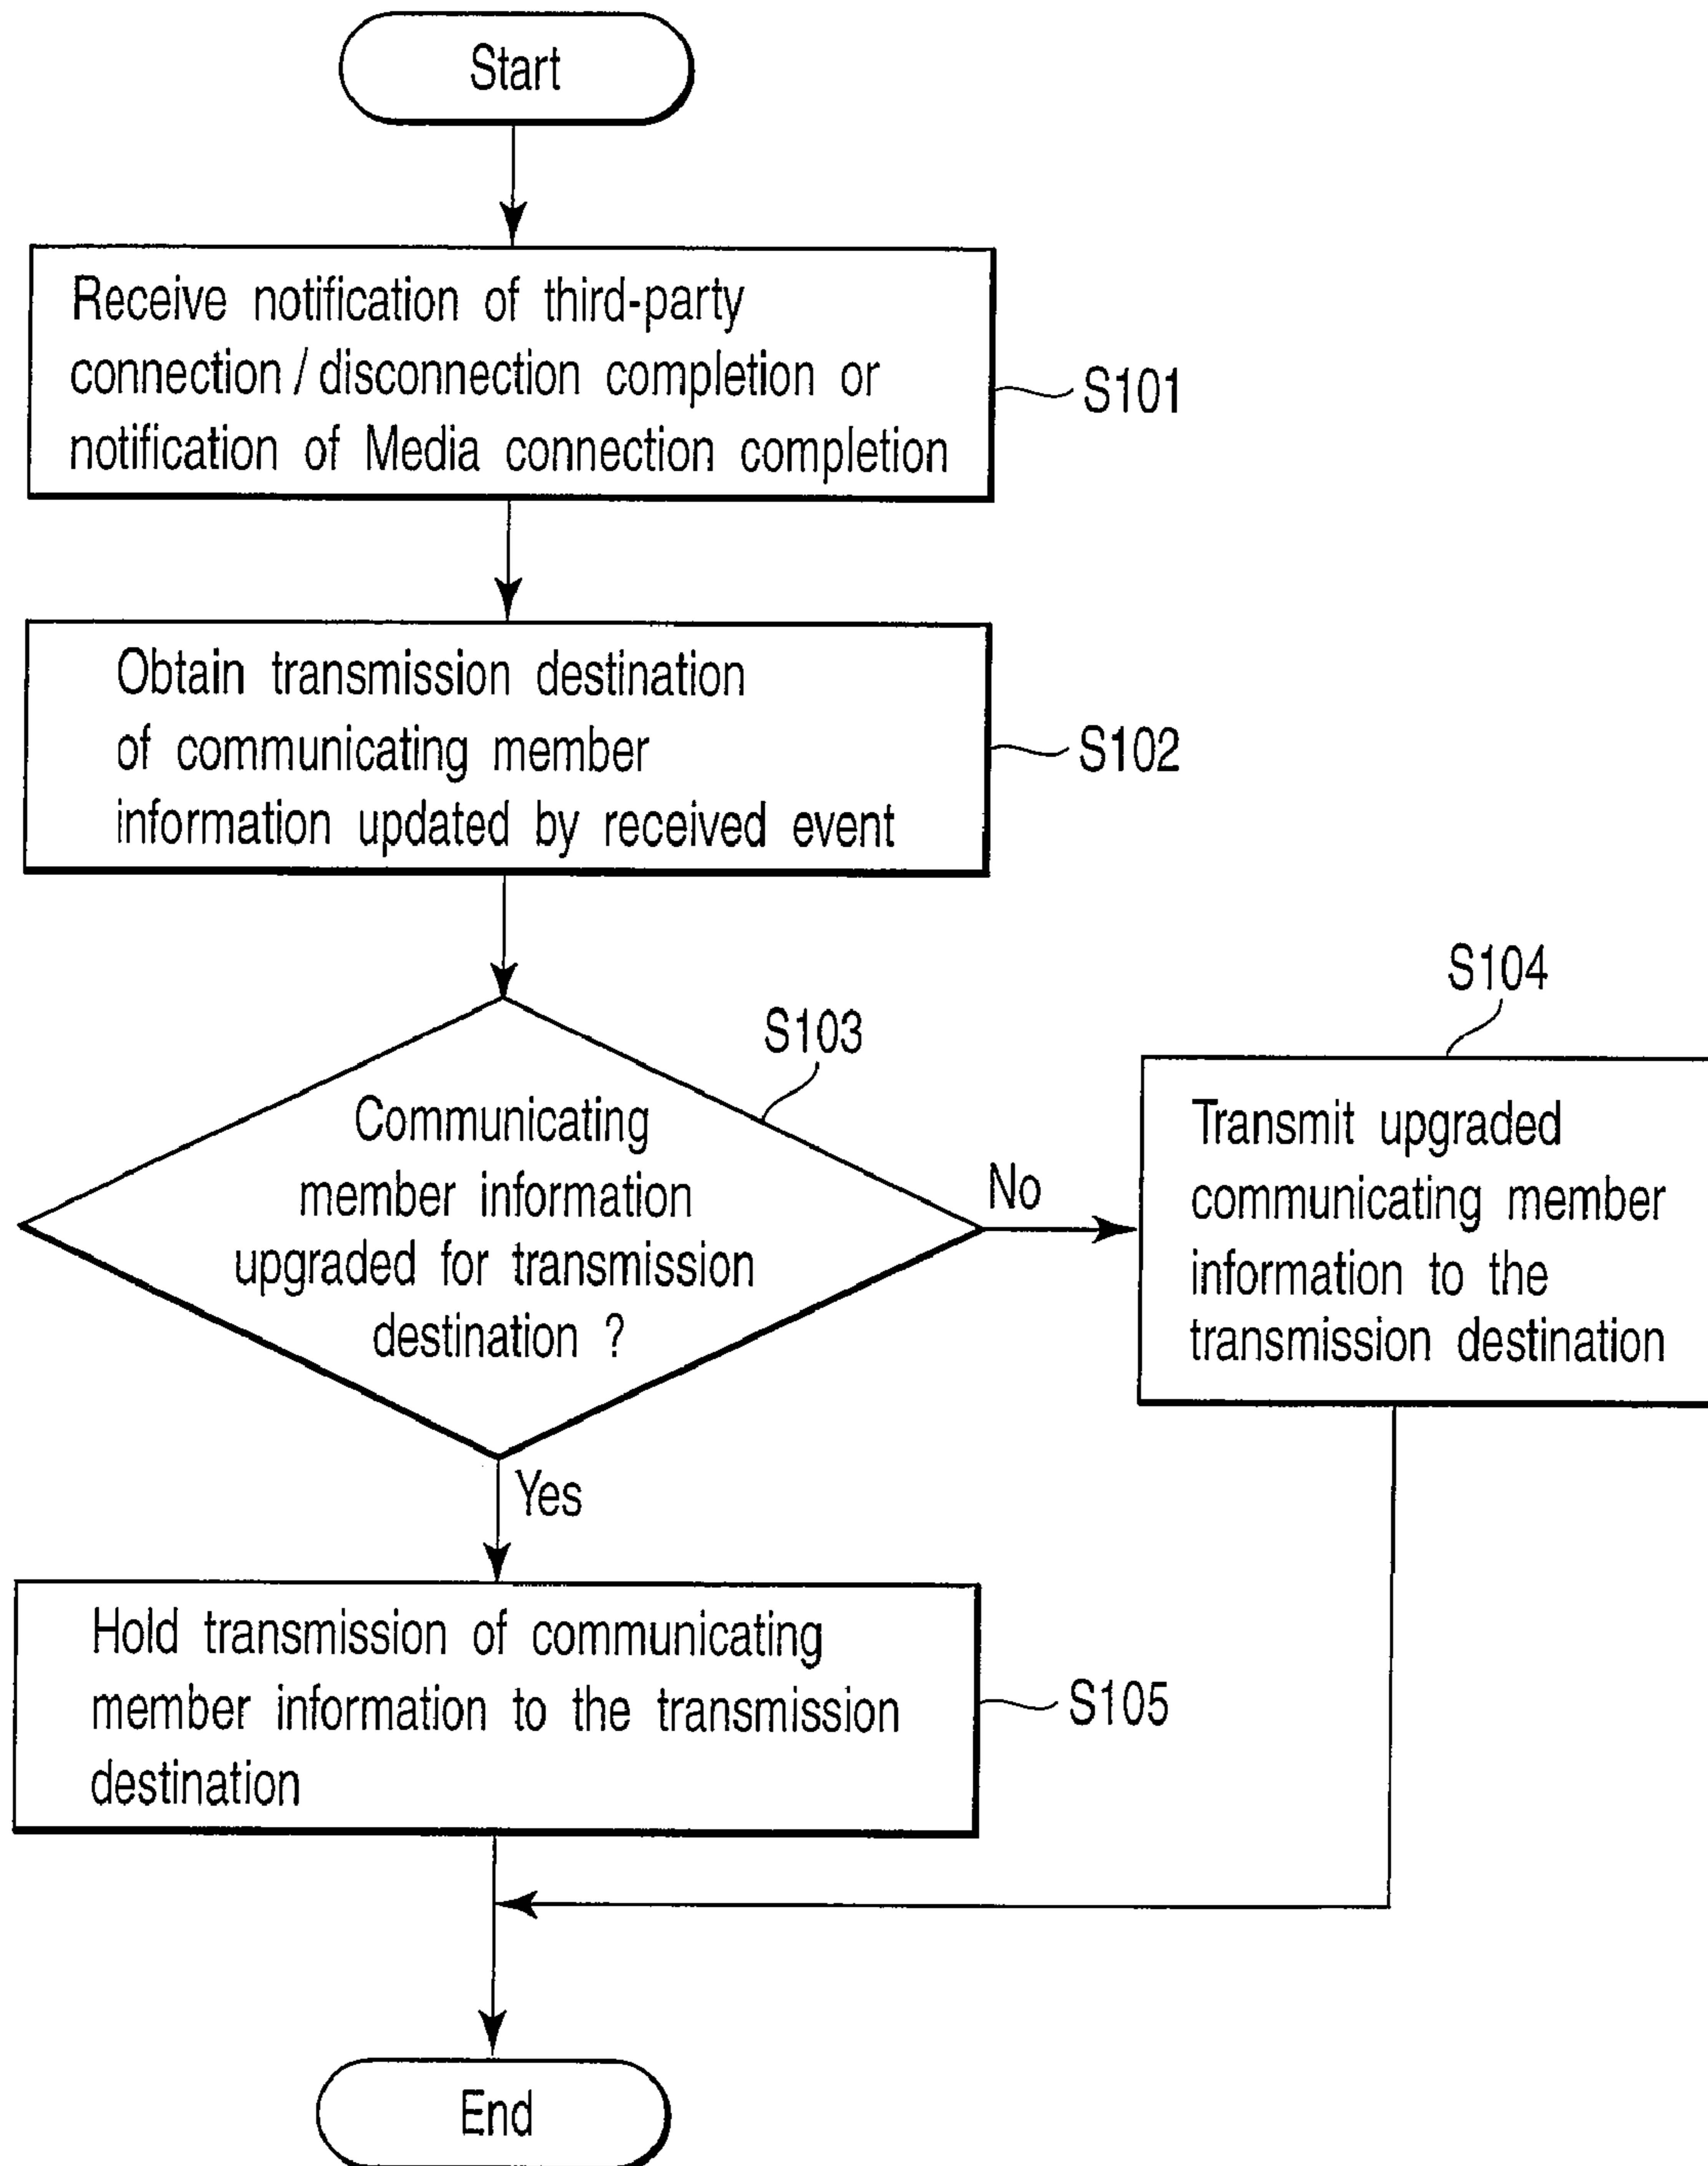 Start
Receive notification of third-party
connection / disconnection completion or
notification of Media connection completion
S101
Obtain transmission destination
of communicating member
information updated by received event
S102
S103
Communicating
member information
upgraded for transmission
destination ?
No
S104
Transmit upgraded
communicating member
information to the
transmission destination
Yes
Hold transmission of communicating
member information to the transmission
destination
S105
End